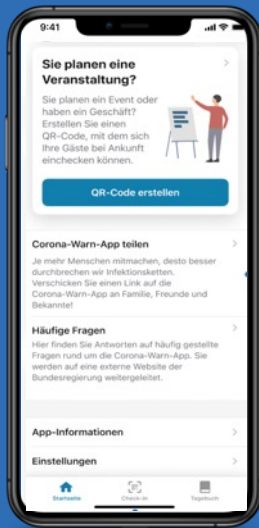 9:41
Sie planen eine
Veranstaltung?
Sie planen ein Event oder
haben ein Geschäft?
Erstellen Sie einen
QR-Code, mit dem sich
Ihre Gäste bei Ankunft
einchecken können.
QR-Code erstellen
Corona-Warn-App teilen
Je mehr Menschen mitmachen, desto besser
durchbrechen wir Infektionsketten.
Verschicken Sie einen Link auf die
Corona-Warn-App an Familie, Freunde und
Bekannte!
Häufige Fragen
Hier finden Sie Antworten auf häufig gestellte
Fragen rund um die Corona-Warn-App. Sie
werden auf eine externe Website der
Bundesregierung weitergeleitet.
App-Informationen
Einstellungen
Startseite
Check-in
Tagebuch